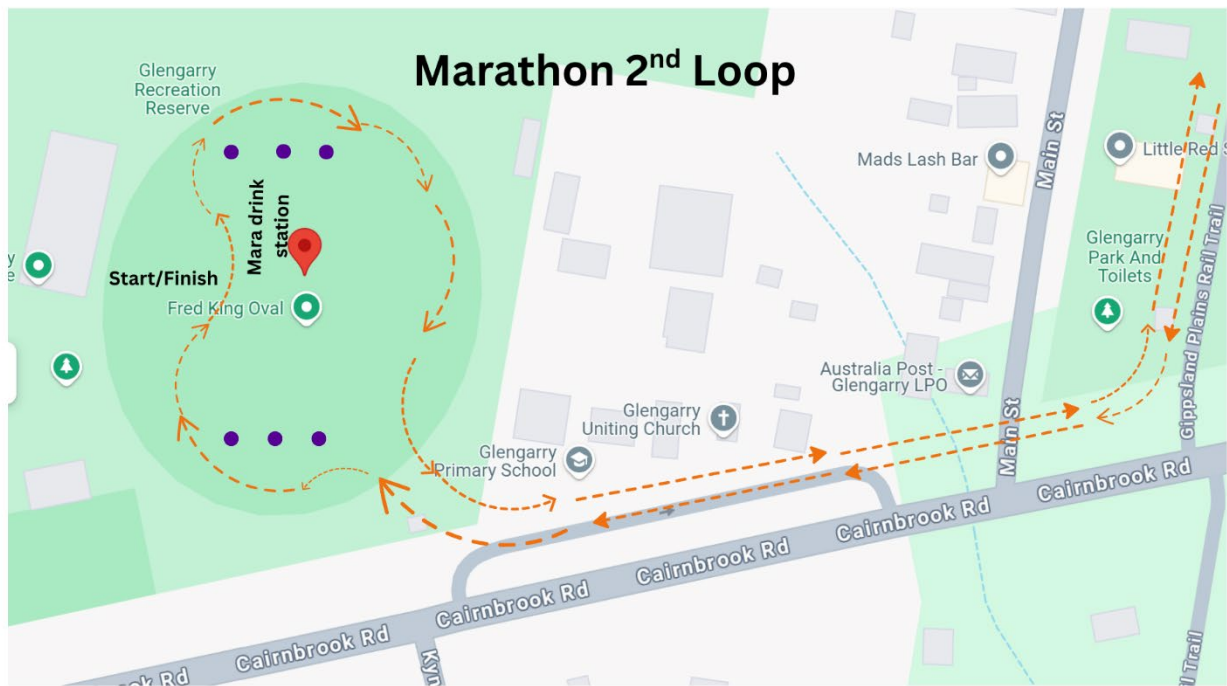 Marathon 2nd Loop
Glengarry
Recreation
Reserve
Mara drink
station
Start/Finish
Fred King Oval
Mads Lash Bar
Main St
Little Red S
Glengarry
Park And
Toilets
Gippsland Plains Rail Trail
Australia Post -
Glengarry LPO
Glengarry
Uniting Church
Glengarry
Primary School
Main St
Cairnbrook Rd
Cairnbrook Rd
Cairnbrook Rd
Cairnbrook Rd
Cairnbrook Rd
Cairnbrook Rd
Kyn
Trail